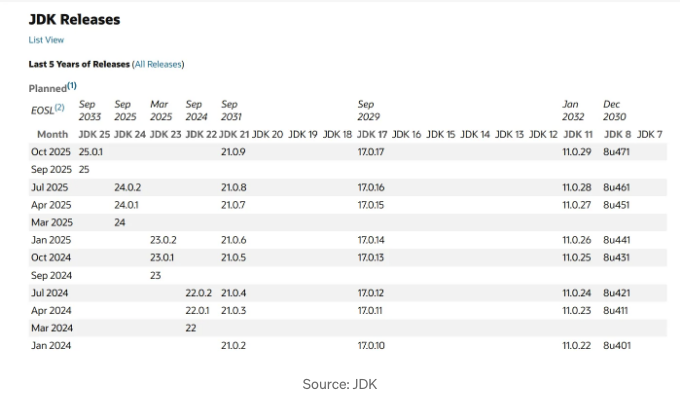 JDK Releases
List View
Last 5 Years of Releases (All Releases)
Planned(1)
EOSL(2) Sep 2033 Sep 2025 Mar 2025 Sep 2024 Sep 2031 Sep 2029 Jan 2032 Dec 2030
Month JDK 25 JDK 24 JDK 23 JDK 22 JDK 21 JDK 20 JDK 19 JDK 18 JDK 17 JDK 16 JDK 15 JDK 14 JDK 13 JDK 12 JDK 11 JDK 8 JDK 7
Oct 2025 25.0.1 21.0.9 17.0.17 11.0.29 8u471
Sep 2025 25
Jul 2025 24.0.2 21.0.8 17.0.16 11.0.28 8u461
Apr 2025 24.0.1 21.0.7 17.0.15 11.0.27 8u451
Mar 2025 24
Jan 2025 23.0.2 21.0.6 17.0.14 11.0.26 8u441
Oct 2024 23.0.1 21.0.5 17.0.13 11.0.25 8u431
Sep 2024 23
Jul 2024 22.0.2 21.0.4 17.0.12 11.0.24 8u421
Apr 2024 22.0.1 21.0.3 17.0.11 11.0.23 8u411
Mar 2024 22
Jan 2024 21.0.2 17.0.10 11.0.22 8u401
Source: JDK